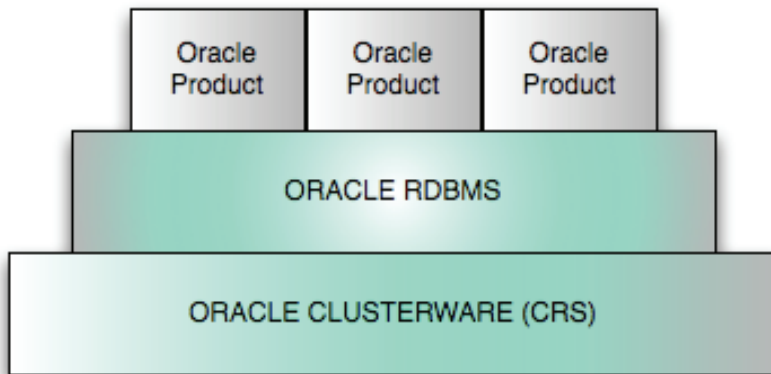 Oracle Oracle Oracle
Product Product Product
ORACLE RDBMS
ORACLE CLUSTERWARE (CRS)